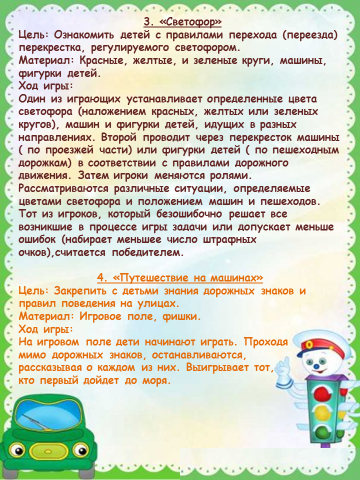 3. «Светофор»
Цель: Ознакомить детей с правилами перехода (переезда)
перекрестка, регулируемого светофором.
Материал: Красные, желтые, и зеленые круги, машины,
фигурки детей.
Ход игры:
Один из играющих устанавливает определенные цвета
светофора (наложением красных, желтых или зеленых
кругов), машин и фигурки детей, идущих в разных
направлениях. Второй проводит через перекресток машины
( по проезжей части) или фигурки детей ( по пешеходным
дорожкам) в соответствии с правилами дорожного
движения. Затем игроки меняются ролями.
Рассматриваются различные ситуации, определяемые
цветами светофора и положением машин и пешеходов.
Тот из игроков, который безошибочно решает все
возникшие в процессе игры задачи или допускает меньше
ошибок (набирает меньшее число штрафных
очков),считается победителем.
4. «Путешествие на машинах»
Цель: Закрепить с детьми знания дорожных знаков и
правил поведения на улицах.
Материал: Игровое поле, фишки.
Ход игры:
На игровом поле дети начинают играть. Проходя
мимо дорожных знаков, останавливаются,
рассказывая о каждом из них. Выигрывает тот,
кто первый дойдет до моря.